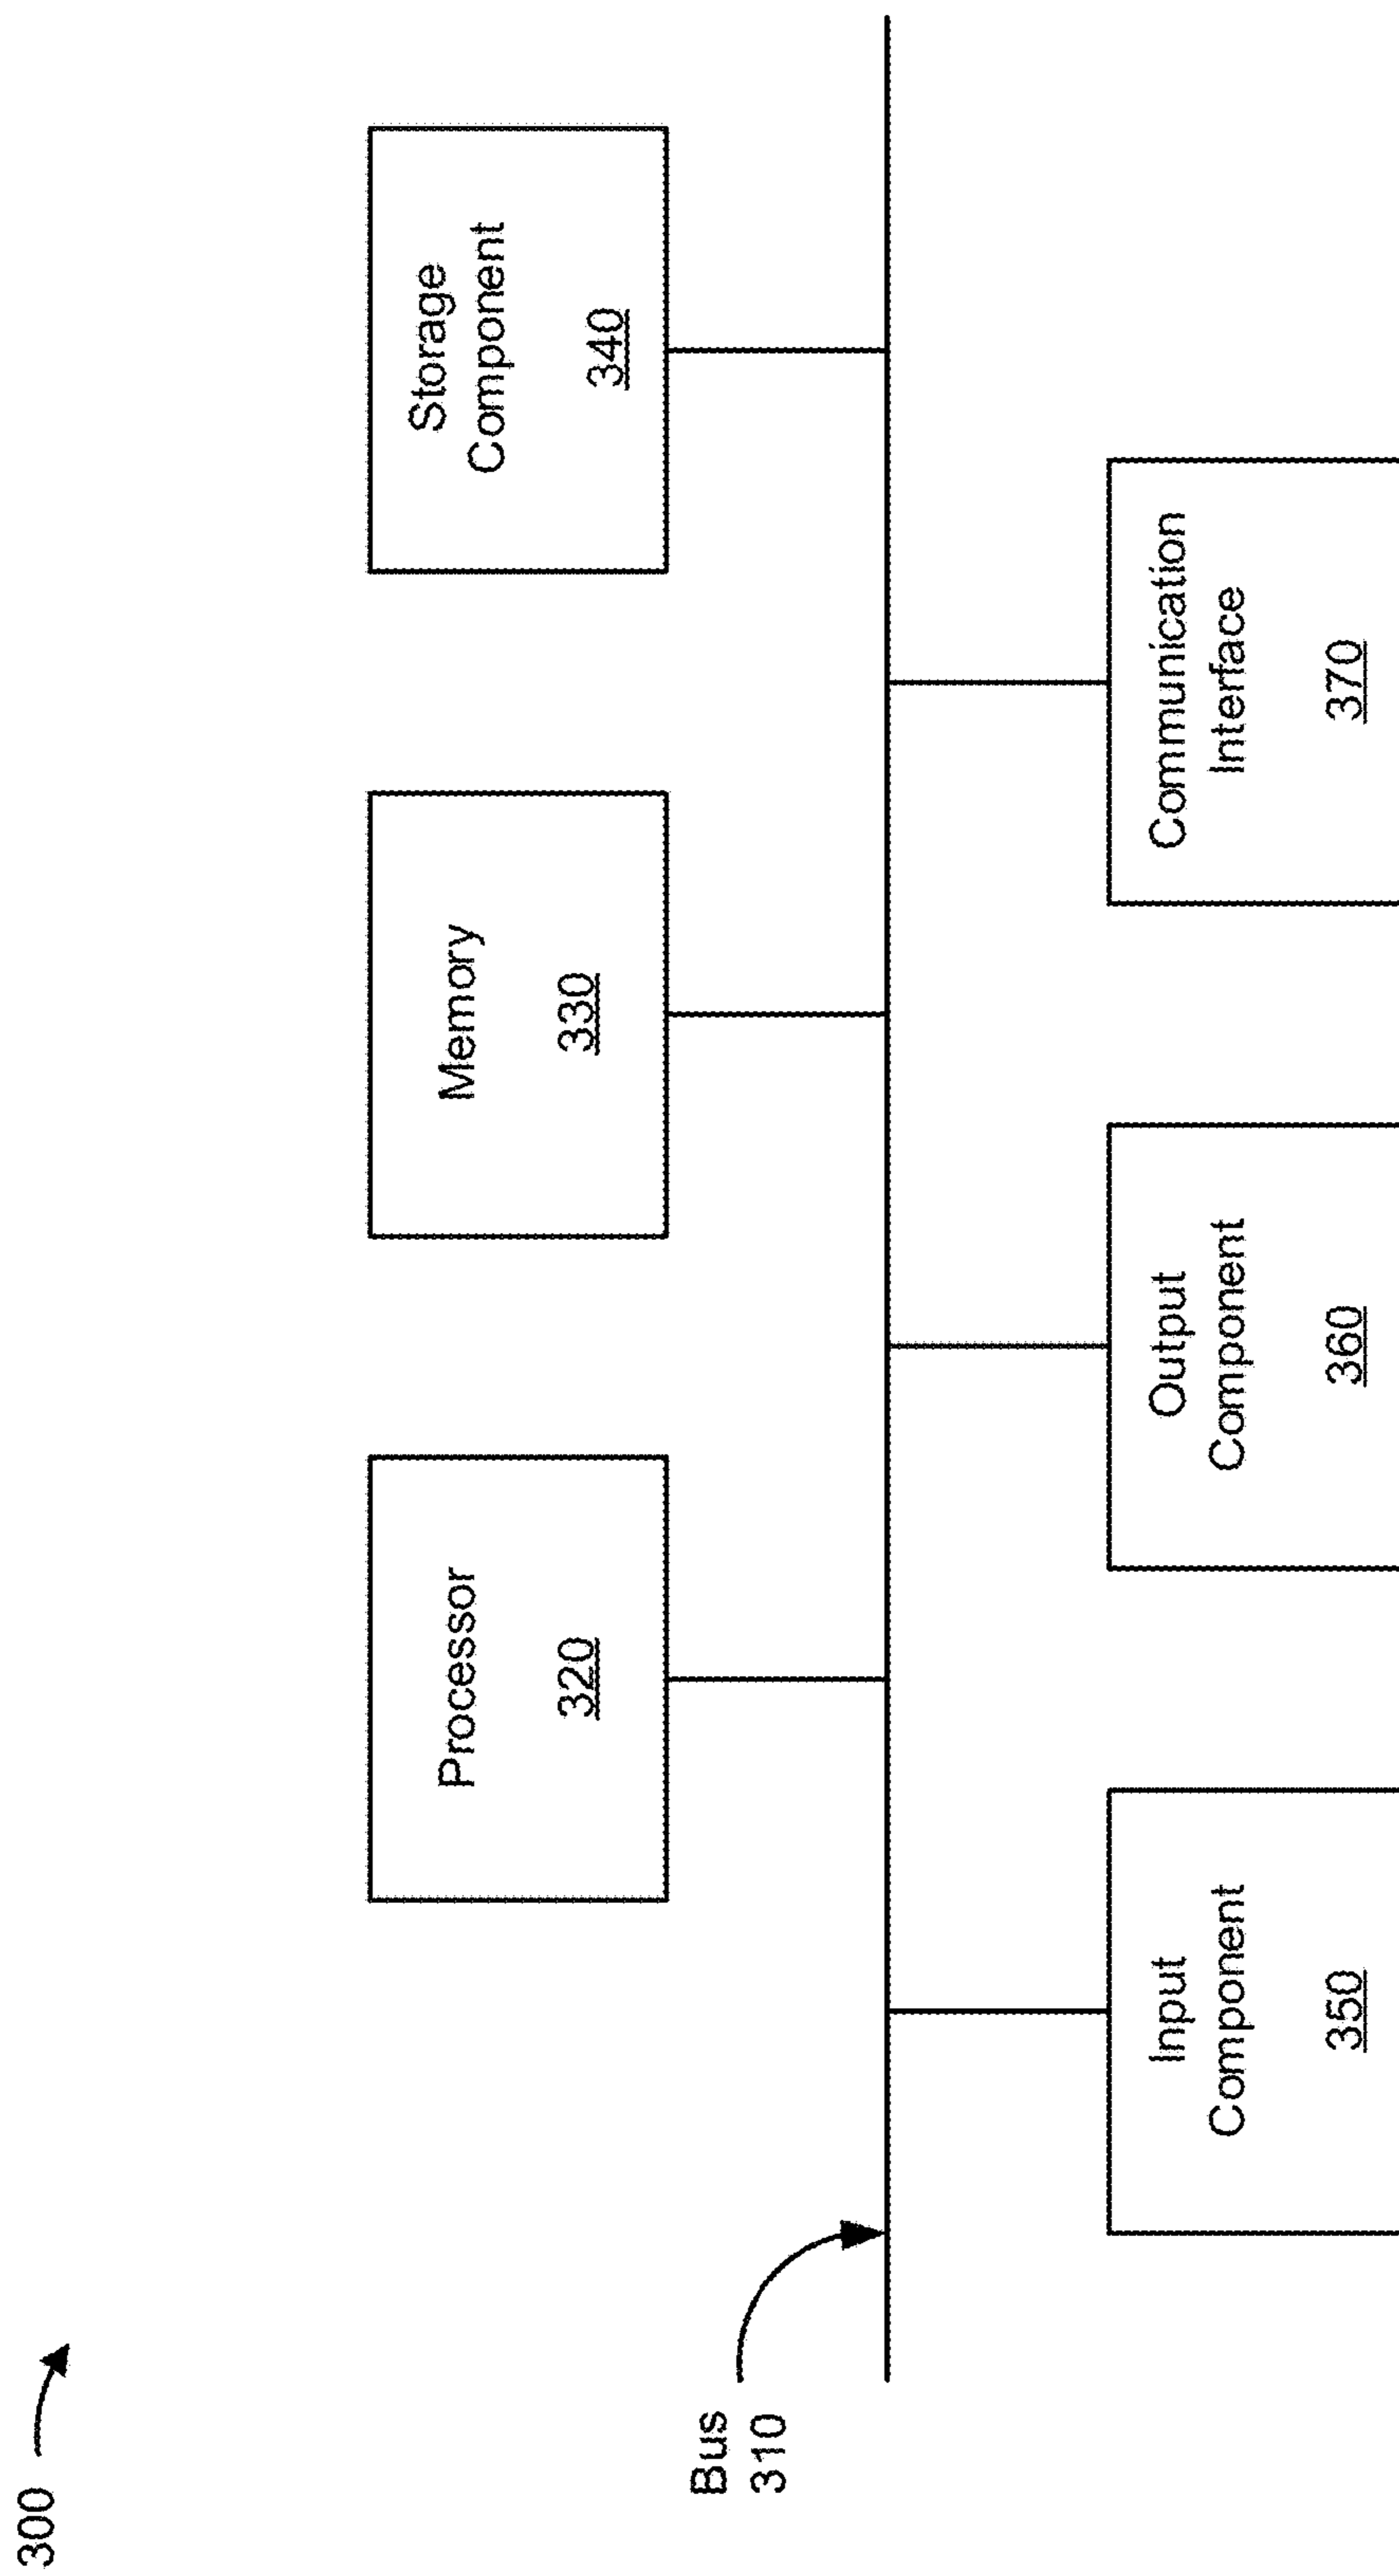 300
Processor
320
Memory
330
Storage
Component
340
Bus
310
Input
Component
350
Output
Component
360
Communication
Interface
370